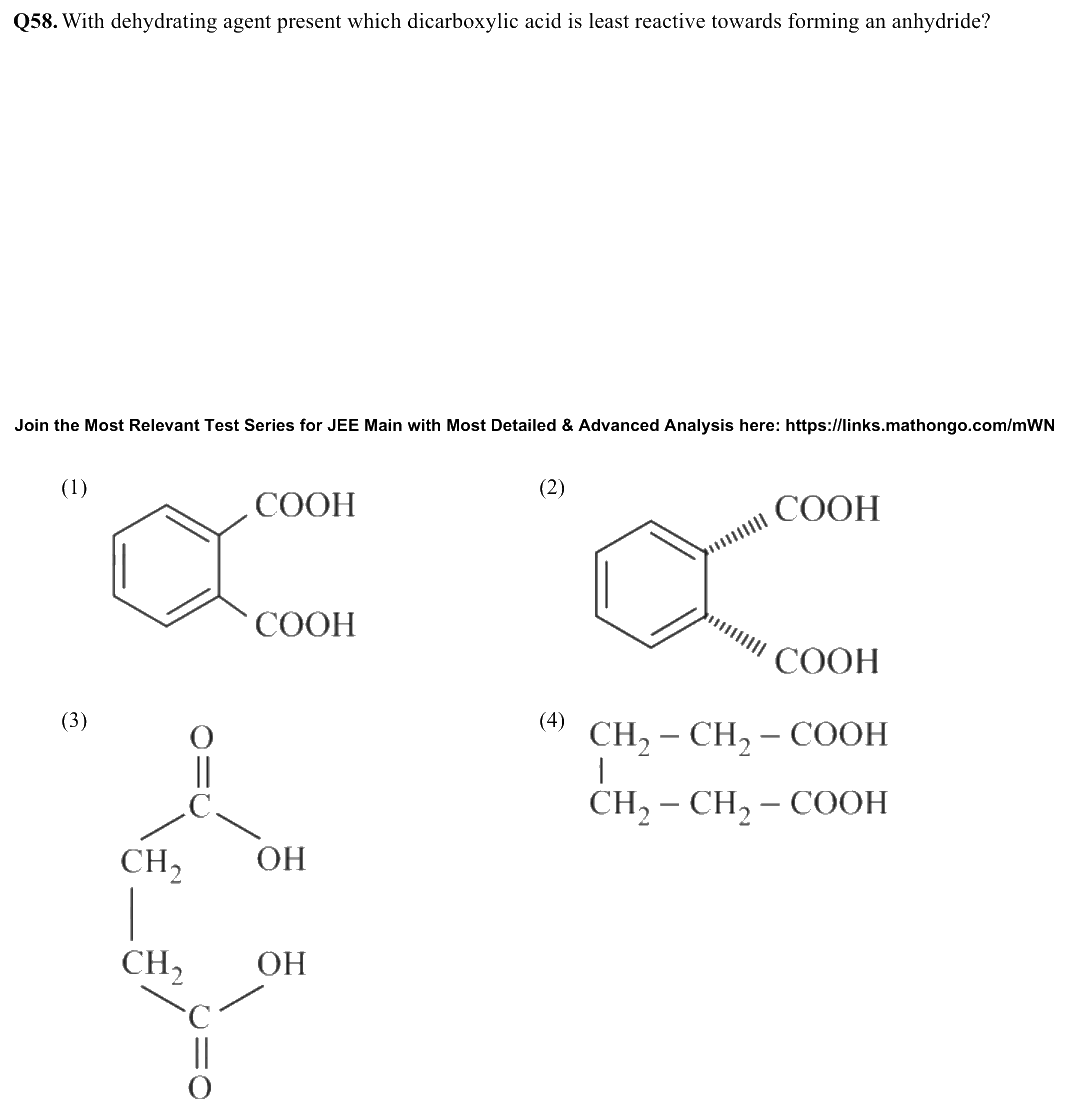 Q58. With dehydrating agent present which dicarboxylic acid is least reactive towards forming an anhydride?
Join the Most Relevant Test Series for JEE Main with Most Detailed & Advanced Analysis here: https://links.mathongo.com/mWN
(1)
COOH
COOH
(2)
COOH
COOH
(3)
O
||
C
CH₂ OH
|
CH₂ OH
C
||
O
(4)
CH₂ – CH₂ – COOH
|
CH₂ – CH₂ – COOH